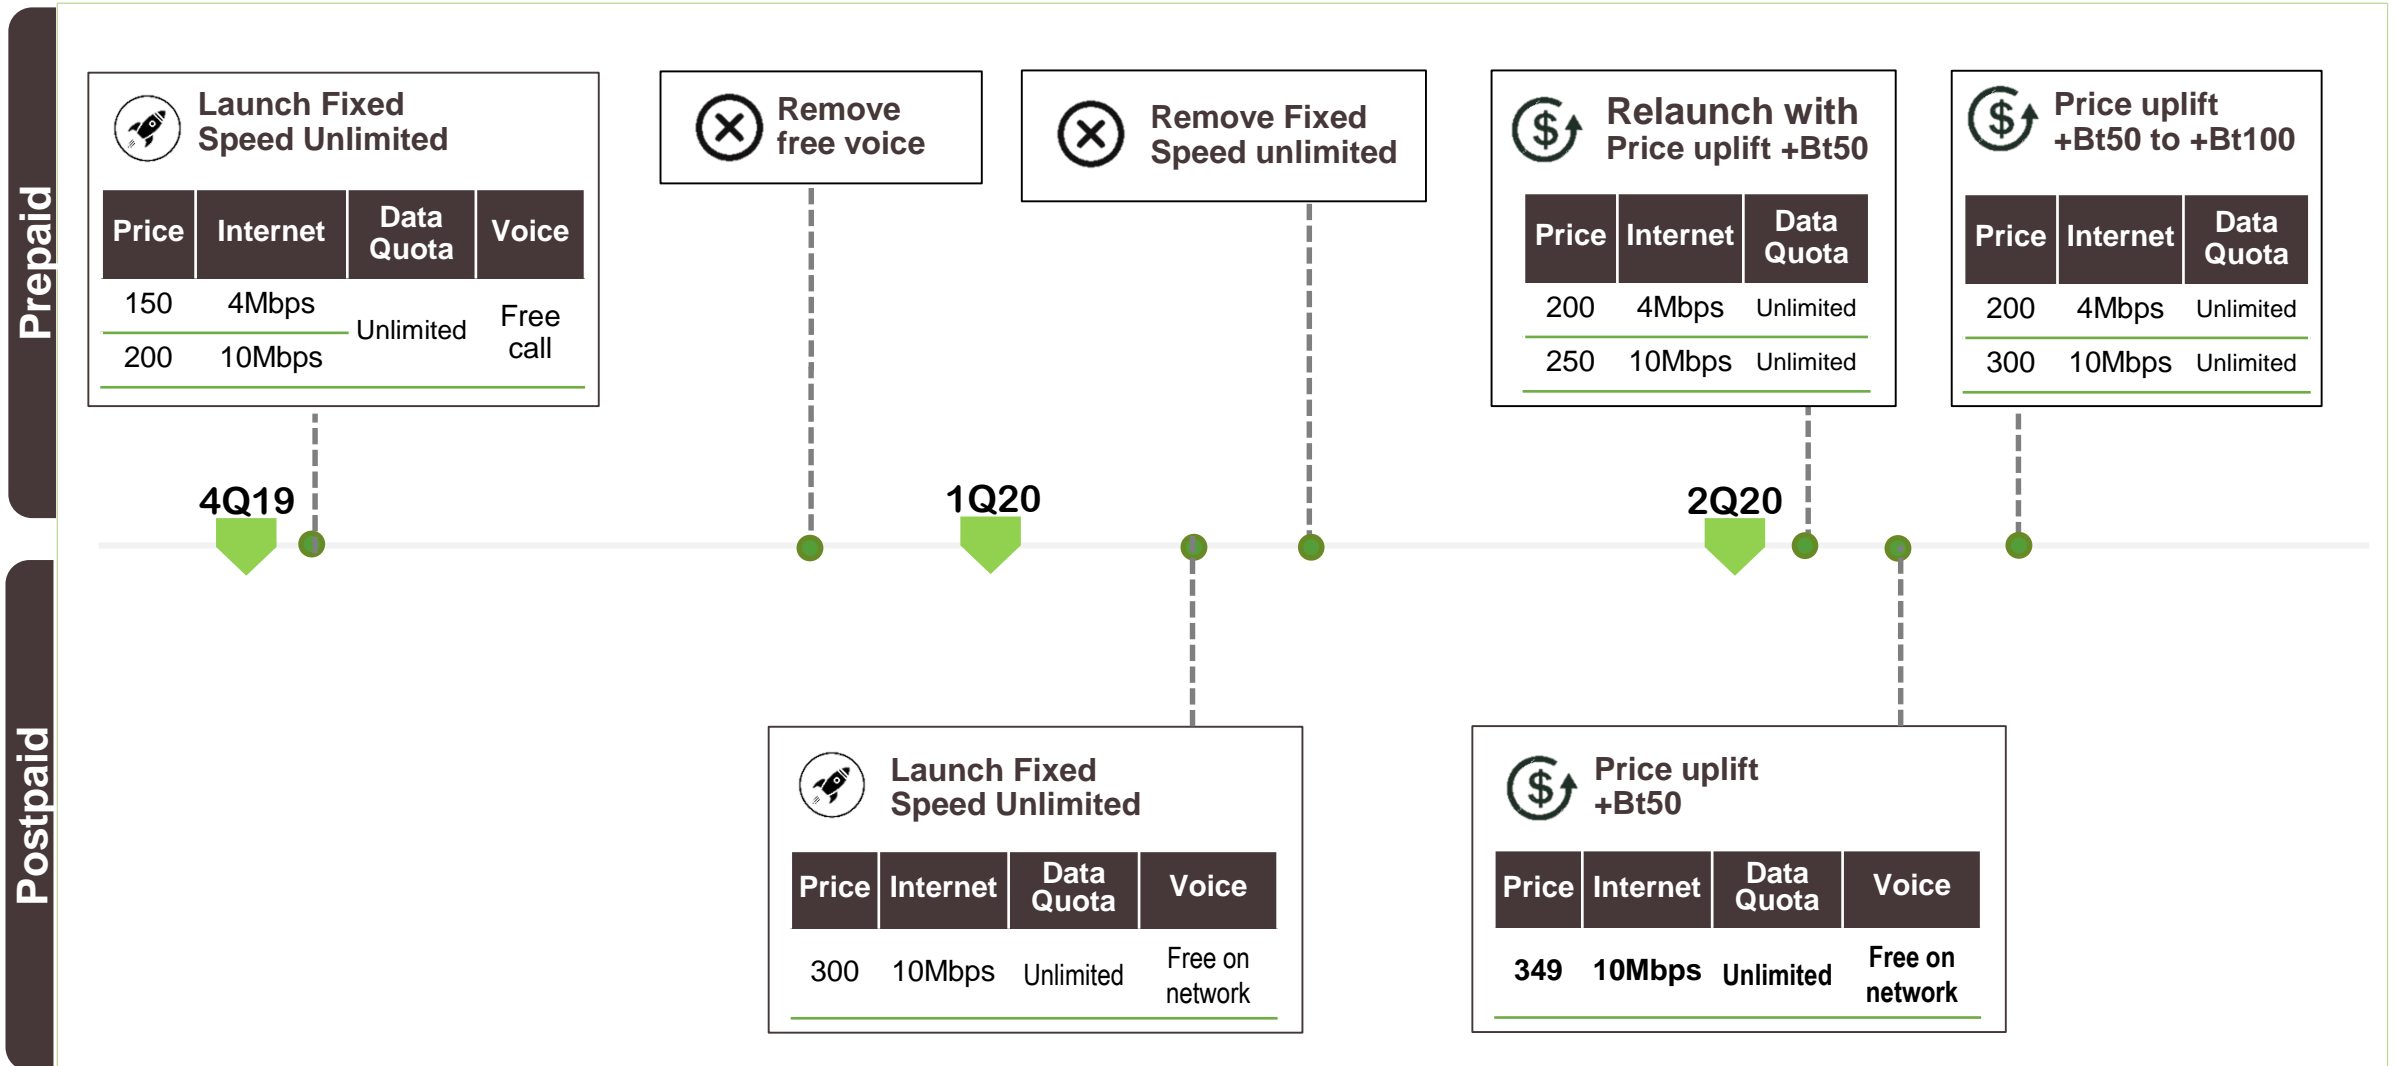 Prepaid
Launch Fixed
Speed Unlimited
Price Internet Data Quota Voice
150 4Mbps Unlimited Free call
200 10Mbps
Remove
free voice
Remove Fixed
Speed unlimited
Relaunch with
Price uplift +Bt50
Price Internet Data Quota
200 4Mbps Unlimited
250 10Mbps Unlimited
Price uplift
+Bt50 to +Bt100
Price Internet Data Quota
200 4Mbps Unlimited
300 10Mbps Unlimited
4Q19
1Q20
2Q20
Postpaid
Launch Fixed
Speed Unlimited
Price Internet Data Quota Voice
300 10Mbps Unlimited Free on network
Price uplift
+Bt50
Price Internet Data Quota Voice
349 10Mbps Unlimited Free on network